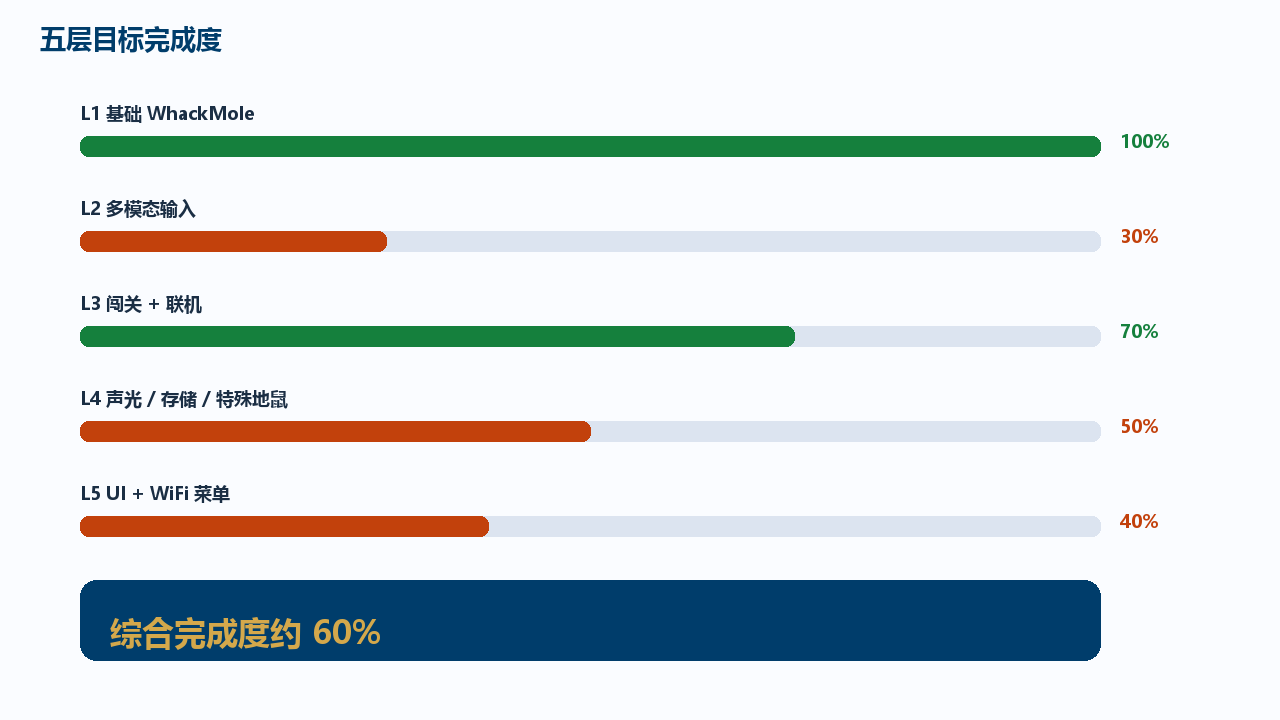 五层目标完成度
L1 基础 WhackMole
100%
L2 多模态输入
30%
L3 闯关 + 联机
70%
L4 声光 / 存储 / 特殊地鼠
50%
L5 UI + WiFi 菜单
40%
综合完成度约 60%